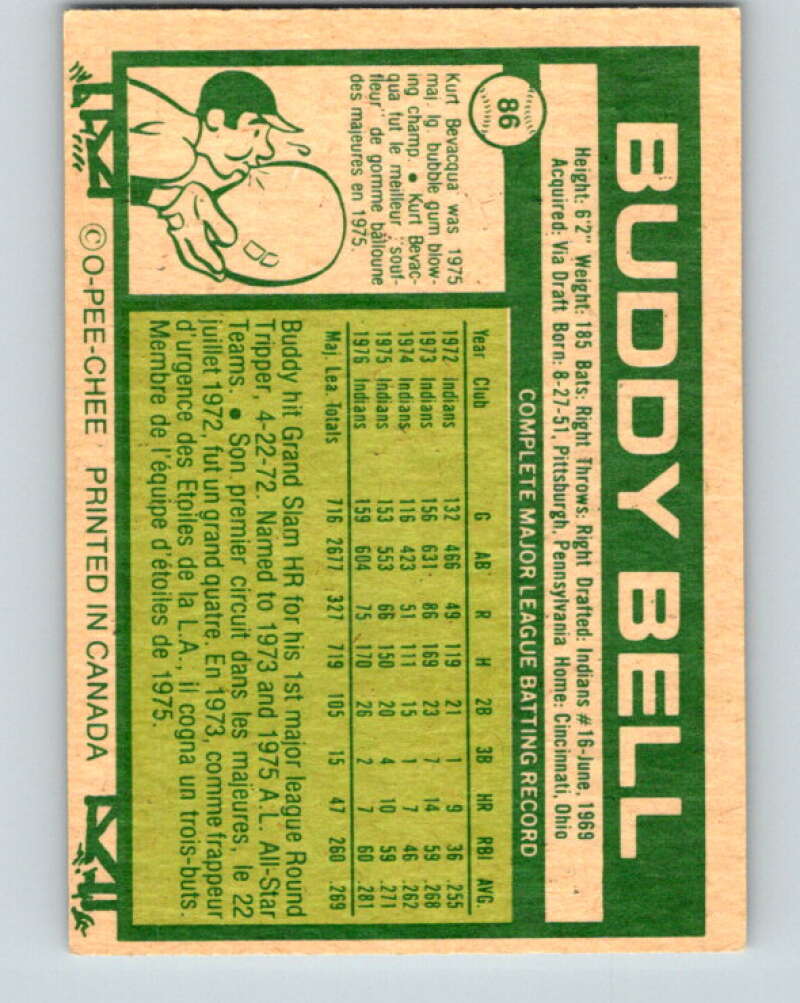 86
BUDDY BELL
Height: 6'2" Weight: 185 Bats: Right Throws: Right Drafted: Indians #16-June, 1969
Acquired: Via Draft Born: 8-27-51, Pittsburgh, Pennsylvania Home: Cincinnati, Ohio
COMPLETE MAJOR LEAGUE BATTING RECORD
Kurt Bevacqua was 1975
maj. lg. bubble gum blow-
ing champ. • Kurt Bevac-
qua fut le meilleur "souf-
fleur" de gomme balloune
des majeures en 1975.
Year Club G AB R H 2B 3B HR RBI AVG.
1972 Indians 132 466 49 119 21 1 9 36 .255
1973 Indians 156 631 86 169 23 7 14 59 .268
1974 Indians 116 423 51 111 15 1 7 46 .262
1975 Indians 153 553 66 150 20 4 10 59 .271
1976 Indians 159 604 75 170 26 2 7 60 .281
Maj. Lea. Totals 716 2677 327 719 105 15 47 260 .269
Buddy hit Grand Slam HR for his 1st major league Round
Tripper, 4-22-72. Named to 1973 and 1975 A.L. All-Star
Teams. • Son premier circuit dans les majeures, le 22
juillet 1972, fut un grand quatre. En 1973, comme frappeur
d'urgence des Etoiles de la L.A., il cogna un trois-buts.
Membre de l'équipe d'étoiles de 1975.
©O-PEE-CHEE PRINTED IN CANADA